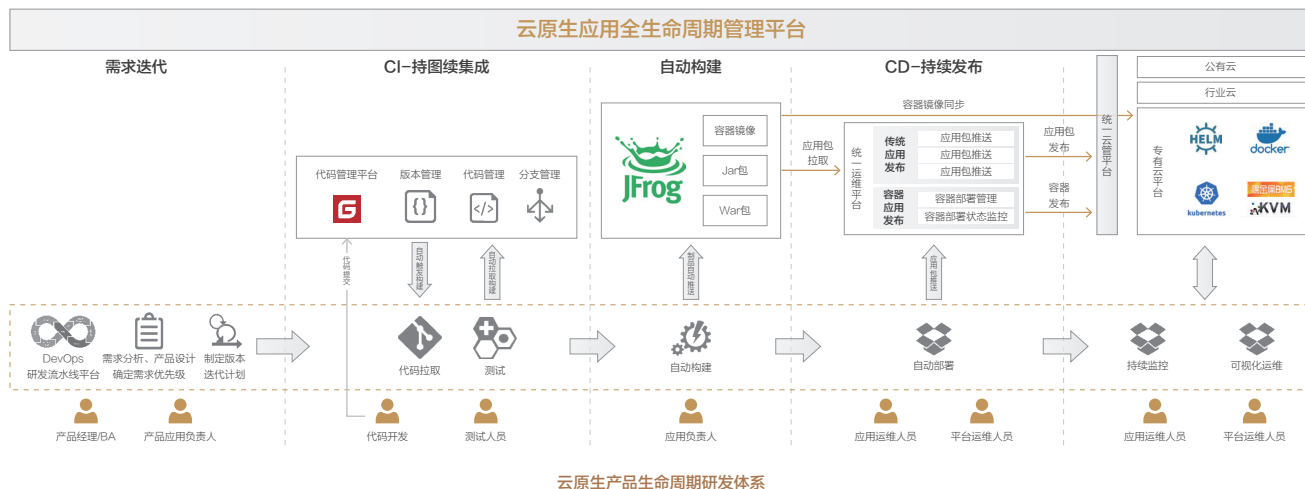 云原生应用全生命周期管理平台
需求迭代
CI-持图续集成
自动构建
CD-持续发布
公有云
行业云
容器镜像同步
统一云管平台
专有云平台
HELM
docker
kubernetes
KVM
代码管理平台
版本管理
代码管理
分支管理
G
{}
</>
JFrog
容器镜像
Jar包
War包
应用包
拉取
统一运维平台
传统
应用
发布
应用包推送
应用包推送
应用包推送
容器
应用
发布
容器部署管理
容器部署状态监控
应用包
发布
容器
发布
代码提交
自动触发构建
自动拉取构建
制品自动推送
应用包推送
DevOps
研发流水线平台
需求分析、产品设计
确定需求优先级
制定版本
迭代计划
代码拉取
测试
自动构建
自动部署
持续监控
可视化运维
产品经理/BA
产品应用负责人
代码开发
测试人员
应用负责人
应用运维人员
平台运维人员
应用运维人员
平台运维人员
云原生产品生命周期研发体系